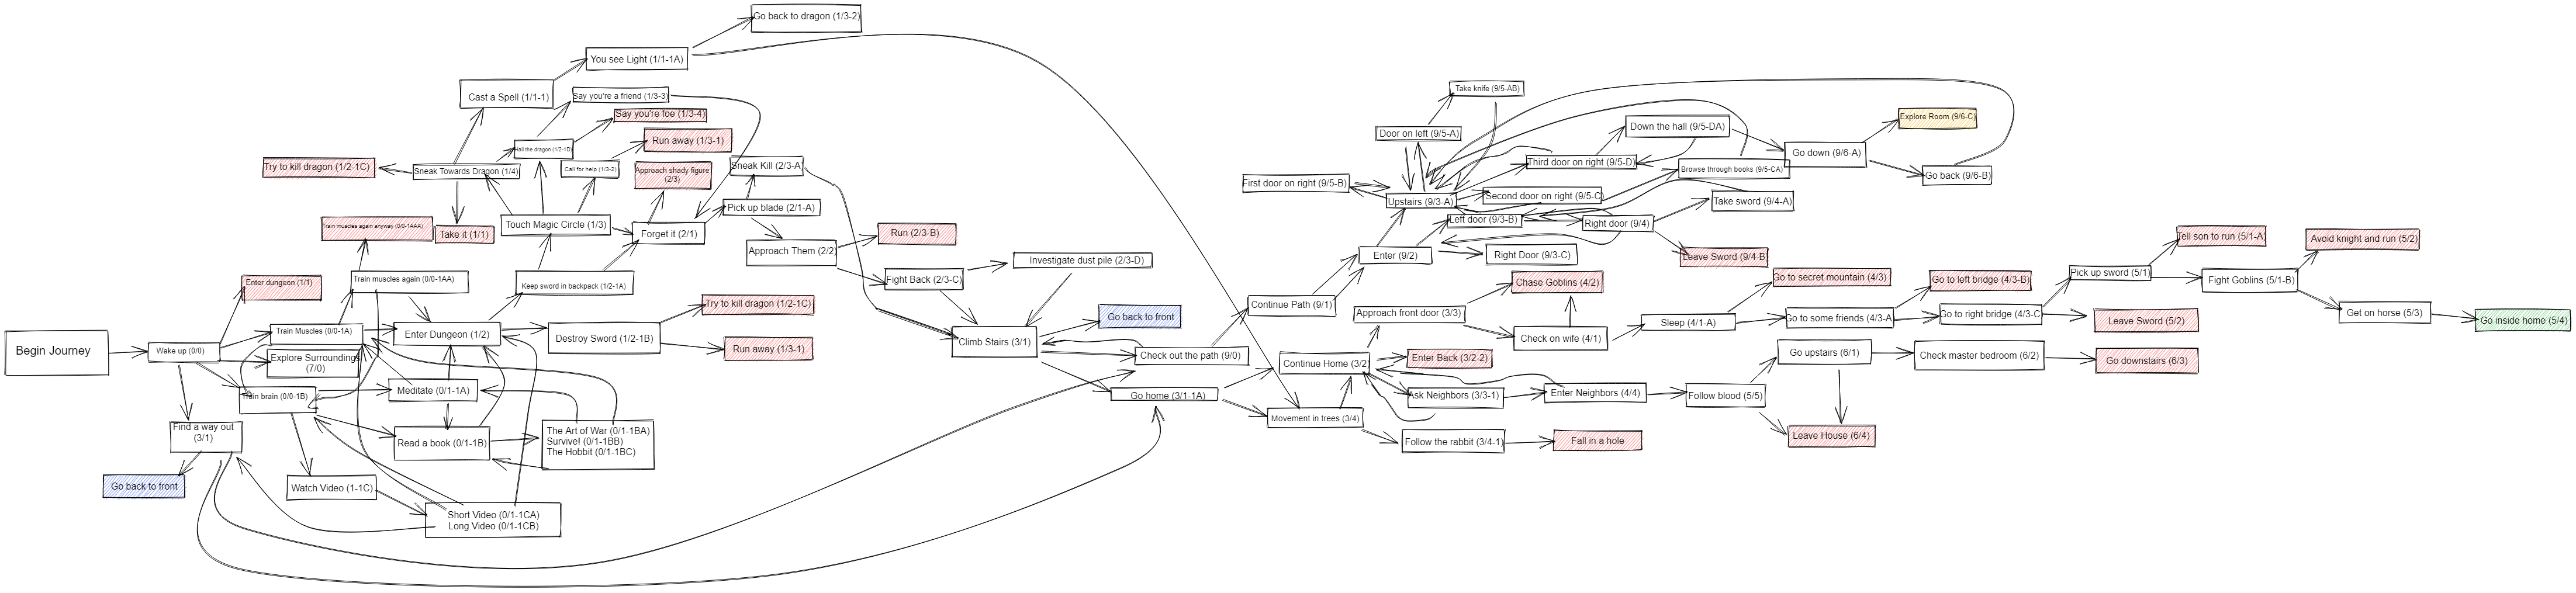 Go back to dragon (1/3-2)
You see Light (1/1-1A)
Cast a Spell (1/1-1)
Say you're a friend (1/3-3)
Say you're foe (1/3-4)
Hail the dragon (1/2-1D)
Run away (1/3-1)
Try to kill dragon (1/2-1C)
Sneak Towards Dragon (1/4)
Call for help (1/3-2)
Approach shady figure
(2/3)
Sneak Kill (2/3-A)
Pick up blade (2/1-A)
Train muscles again anyway (0/0-1AAA)
Take it (1/1)
Touch Magic Circle (1/3)
Forget it (2/1)
Run (2/3-B)
Approach Them (2/2)
Investigate dust pile (2/3-D)
Fight Back (2/3-C)
Enter dungeon (1/1)
Train muscles again (0/0-1AA)
Keep sword in backpack (1/2-1A)
Try to kill dragon (1/2-1C)
Go back to front
Begin Journey
Wake up (0/0)
Train Muscles (0/0-1A)
Enter Dungeon (1/2)
Destroy Sword (1/2-1B)
Run away (1/3-1)
Climb Stairs (3/1)
Explore Surroundings
(7/0)
Train brain (0/0-1B)
Meditate (0/1-1A)
Find a way out
(3/1)
Read a book (0/1-1B)
The Art of War (0/1-1BA)
Survive! (0/1-1BB)
The Hobbit (0/1-1BC)
Go back to front
Watch Video (1-1C)
Short Video (0/1-1CA)
Long Video (0/1-1CB)
Check out the path (9/0)
Go home (3/1-1A)
Continue Path (9/1)
Continue Home (3/2)
Movement in trees (3/4)
Take knife (9/5-AB)
Door on left (9/5-A)
Down the hall (9/5-DA)
Explore Room (9/6-C)
Go down (9/6-A)
Third door on right (9/5-D)
Browse through books (9/5-CA)
Go back (9/6-B)
First door on right (9/5-B)
Upstairs (9/3-A)
Second door on right (9/5-C)
Take sword (9/4-A)
Left door (9/3-B)
Right door (9/4)
Enter (9/2)
Right Door (9/3-C)
Leave Sword (9/4-B)
Chase Goblins (4/2)
Approach front door (3/3)
Check on wife (4/1)
Sleep (4/1-A)
Go to secret mountain (4/3)
Go to some friends (4/3-A)
Go to left bridge (4/3-B)
Go to right bridge (4/3-C)
Pick up sword (5/1)
Tell son to run (5/1-A)
Leave Sword (5/2)
Fight Goblins (5/1-B)
Avoid knight and run (5/2)
Get on horse (5/3)
Go inside home (5/4)
Enter Back (3/2-2)
Ask Neighbors (3/3-1)
Enter Neighbors (4/4)
Follow blood (5/5)
Go upstairs (6/1)
Check master bedroom (6/2)
Go downstairs (6/3)
Leave House (6/4)
Follow the rabbit (3/4-1)
Fall in a hole